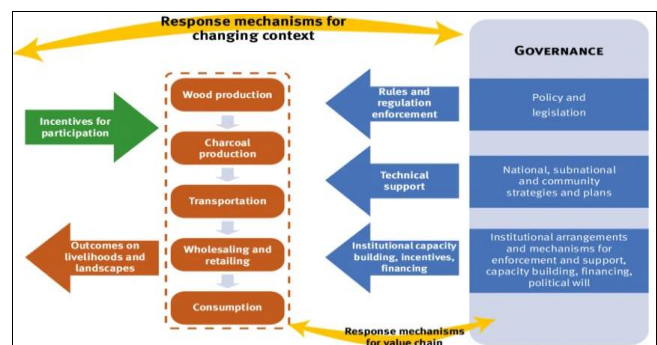 Response mechanisms for
changing context
GOVERNANCE
Incentives for
participation
Outcomes on
livelihoods and
landscapes
Wood production
Charcoal
production
Transportation
Wholesaling and
retailing
Consumption
Rules and
regulation
enforcement
Technical
support
Institutional capacity
building, incentives,
financing
Policy and
legislation
National, subnational
and community
strategies and plans
Institutional arrangements
and mechanisms for
enforcement and support,
capacity building, financing,
political will
Response mechanisms
for value chain